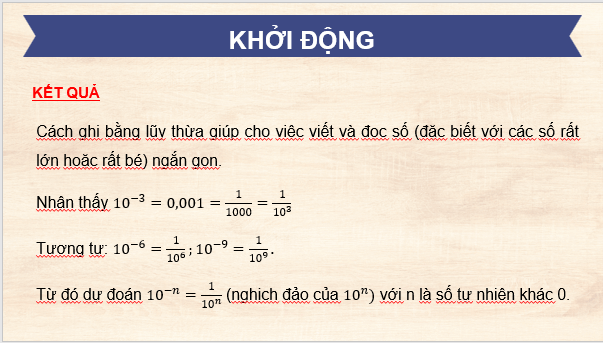 KHỞI ĐỘNG
KẾT QUẢ
Cách ghi bằng lũy thừa giúp cho việc viết và đọc số (đặc biết với các số rất
lớn hoặc rất bé) ngắn gọn.
Nhận thấy 10⁻³ = 0,001 = 1/1000 = 1/10³
Tương tự: 10⁻⁶ = 1/10⁶ ; 10⁻⁹ = 1/10⁹.
Từ đó dự đoán 10⁻ⁿ = 1/10ⁿ (nghịch đảo của 10ⁿ) với n là số tự nhiên khác 0.